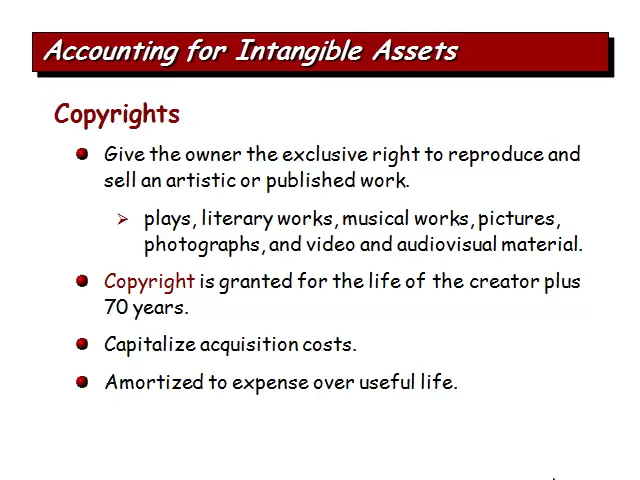 Accounting for Intangible Assets
Copyrights
Give the owner the exclusive right to reproduce and
sell an artistic or published work.
plays, literary works, musical works, pictures,
photographs, and video and audiovisual material.
Copyright is granted for the life of the creator plus
70 years.
Capitalize acquisition costs.
Amortized to expense over useful life.